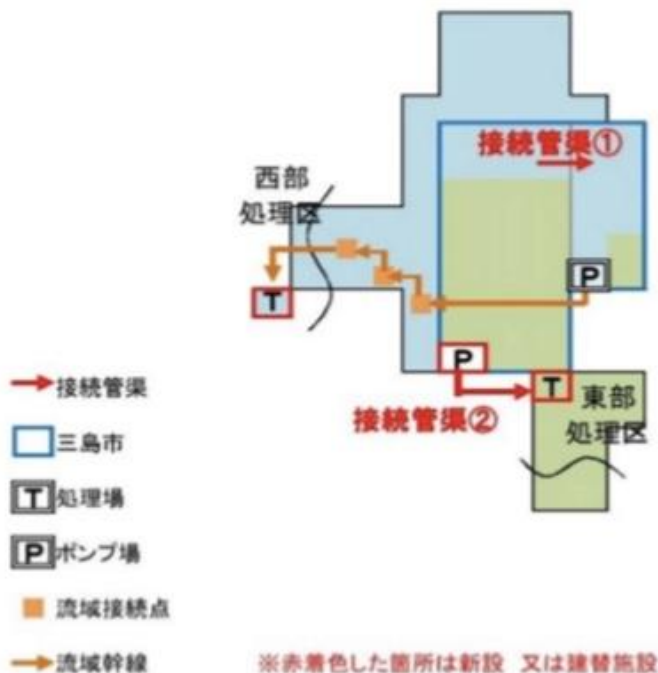 接続管渠①
西部
処理区
P
T
P
T
接続管渠②
東部
処理区
接続管渠
三島市
T 処理場
P ポンプ場
流域接続点
流域幹線
※赤着色した箇所は新設 又は建替施設